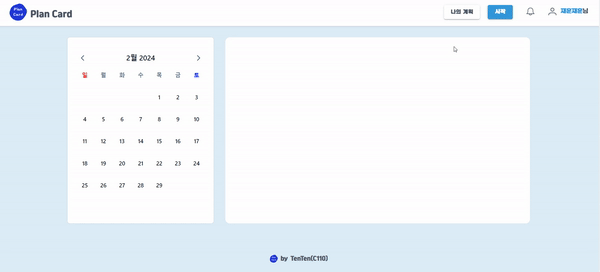 Plan Card
Plan Card
나의 계획
시작
재운재운님
2월 2024
일 월 화 수 목 금 토
1 2 3
4 5 6 7 8 9 10
11 12 13 14 15 16 17
18 19 20 21 22 23 24
25 26 27 28 29
by TenTen(C110)